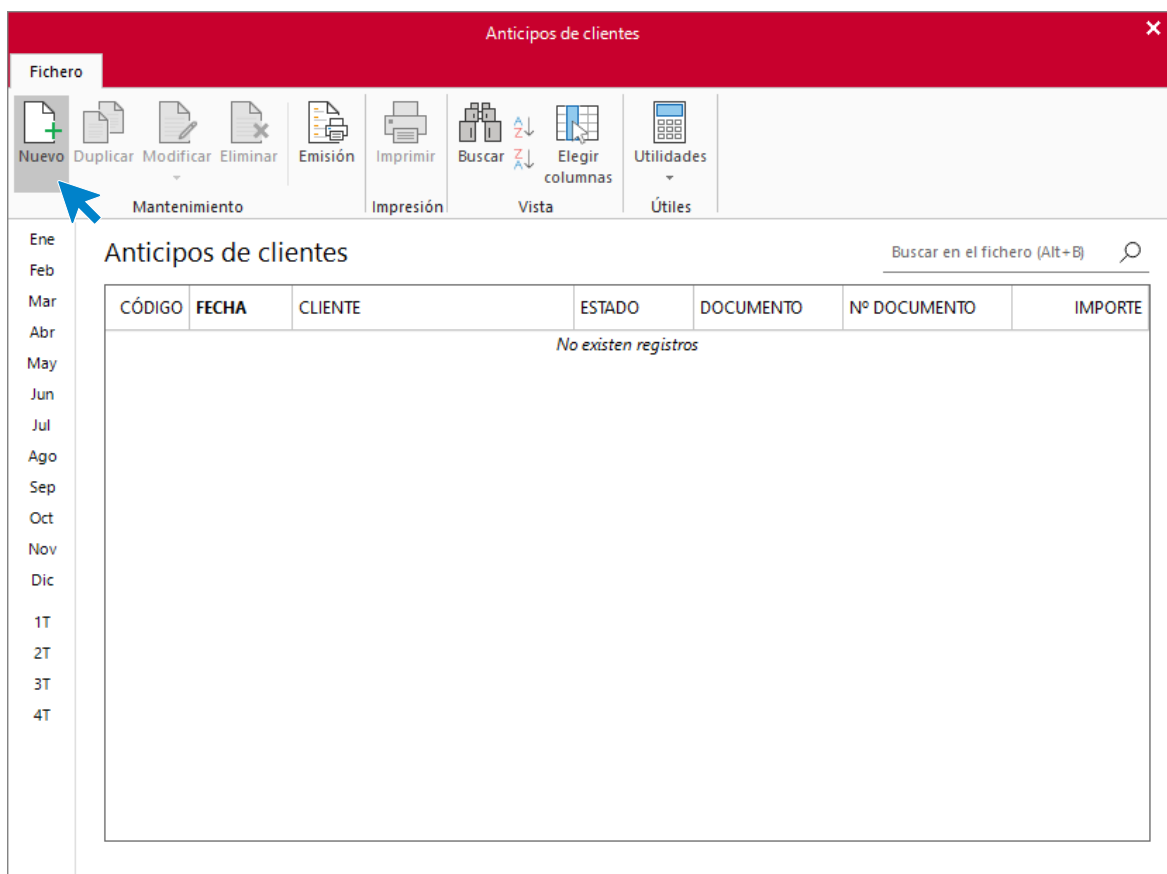 Anticipos de clientes
Fichero
Nuevo Duplicar Modificar Eliminar Emisión Imprimir Buscar Elegir columnas Utilidades
Mantenimiento Impresión Vista Útiles
Ene
Feb
Mar
Abr
May
Jun
Jul
Ago
Sep
Oct
Nov
Dic
1T
2T
3T
4T
Anticipos de clientes
Buscar en el fichero (Alt+B)
CÓDIGO FECHA CLIENTE ESTADO DOCUMENTO Nº DOCUMENTO IMPORTE
No existen registros